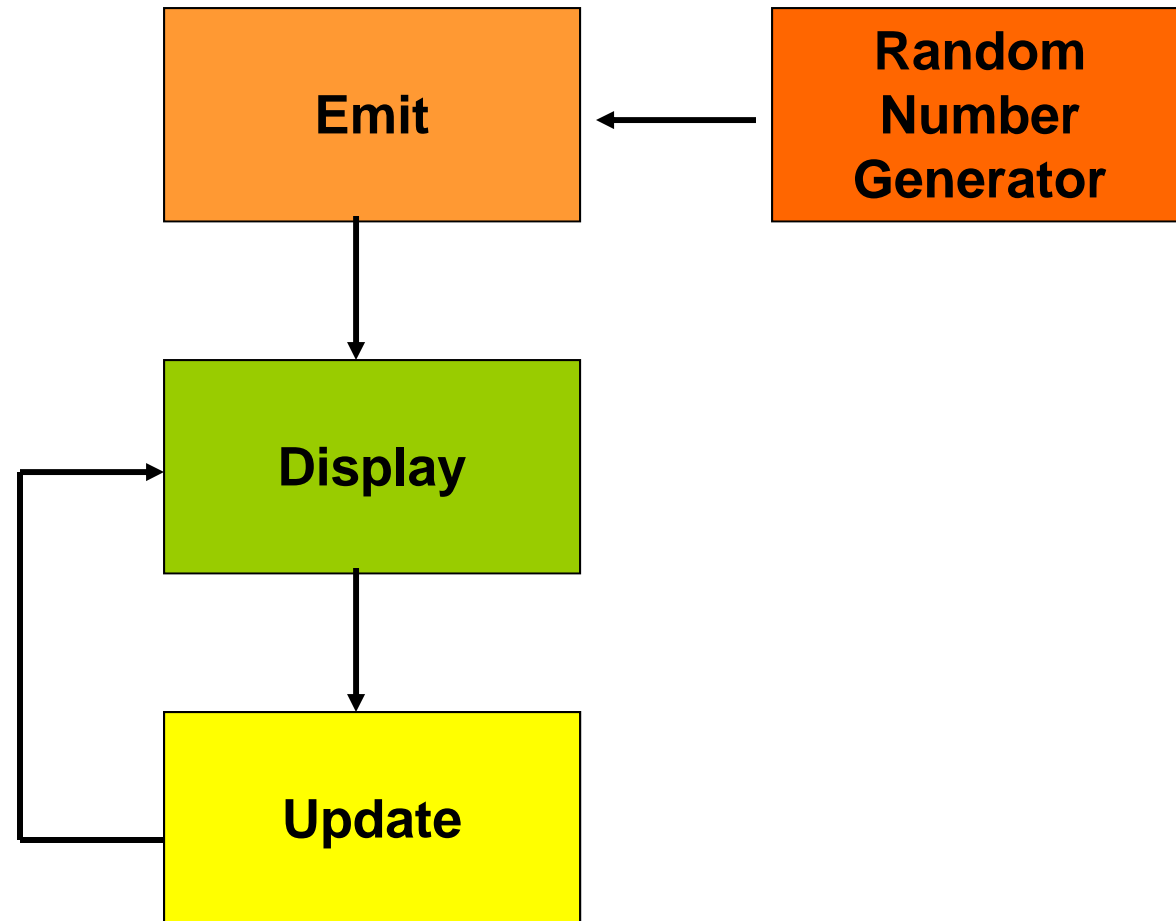 Emit
Random
Number
Generator
Display
Update